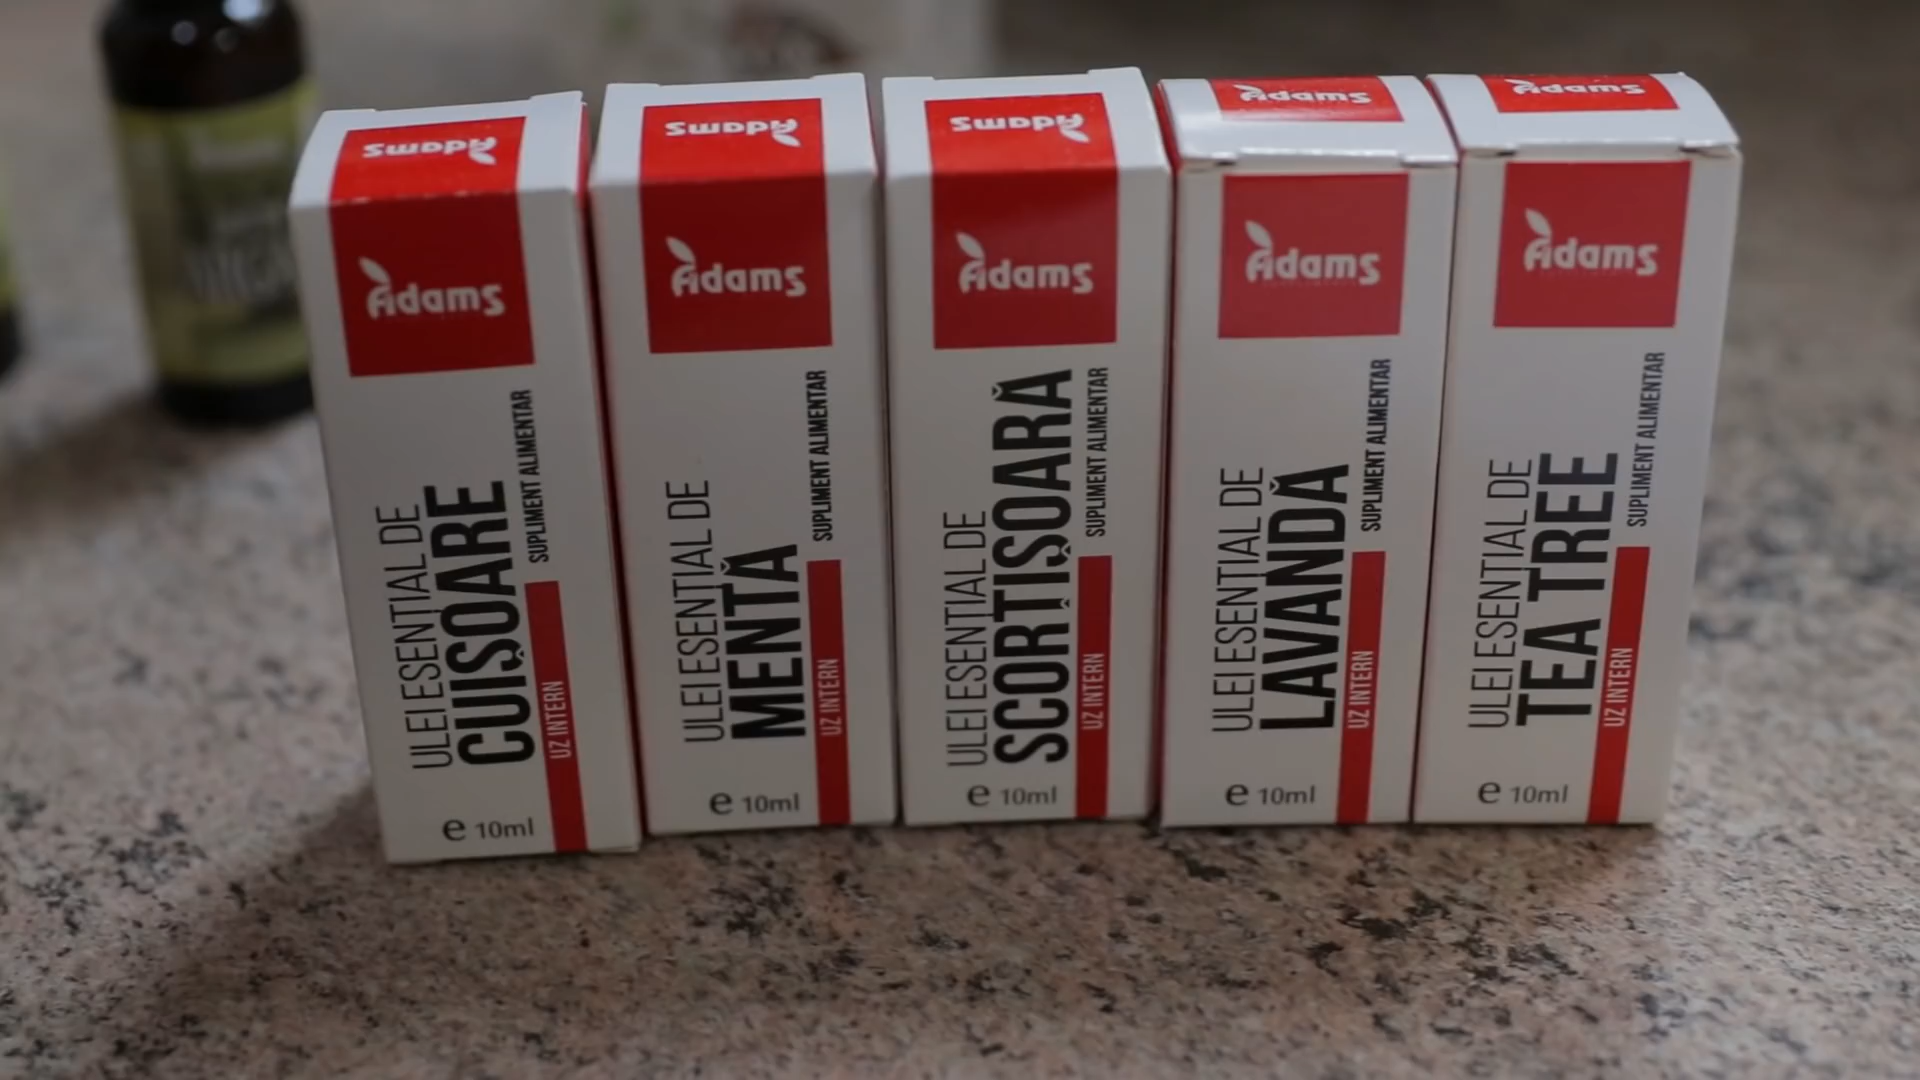 Adams
Adams
ULEI ESENȚIAL DE
CUIȘOARE
SUPLIMENT ALIMENTAR
UZ INTERN
e 10ml
Adams
Adams
ULEI ESENȚIAL DE
MENTĂ
SUPLIMENT ALIMENTAR
UZ INTERN
e 10ml
Adams
Adams
ULEI ESENȚIAL DE
SCORȚIȘOARĂ
SUPLIMENT ALIMENTAR
UZ INTERN
e 10ml
Adams
Adams
ULEI ESENȚIAL DE
LAVANDĂ
SUPLIMENT ALIMENTAR
UZ INTERN
e 10ml
Adams
Adams
ULEI ESENȚIAL DE
TEA TREE
SUPLIMENT ALIMENTAR
UZ INTERN
e 10ml